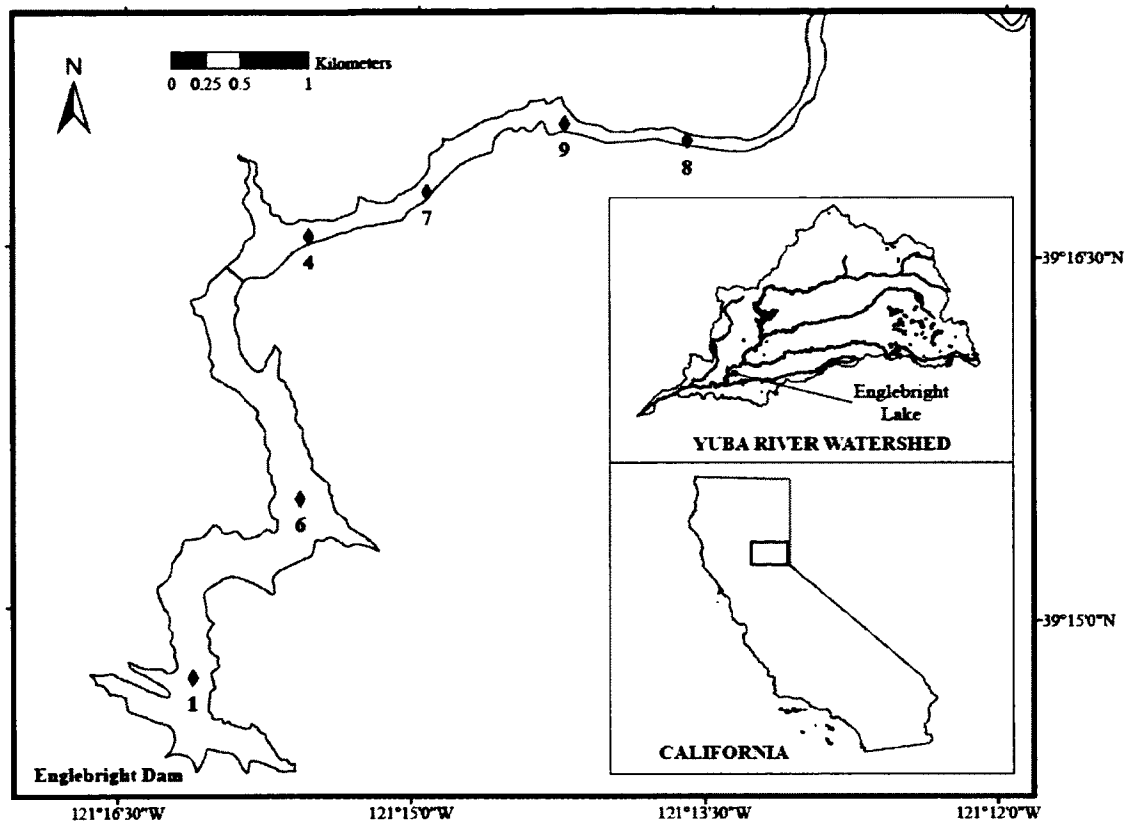 N
Kilometers
0 0.25 0.5 1
9
8
7
4
39°16'30"N
Englebright
Lake
YUBA RIVER WATERSHED
6
39°15'0"N
1
CALIFORNIA
Englebright Dam
121°16'30"W 121°15'0"W 121°13'30"W 121°12'0"W